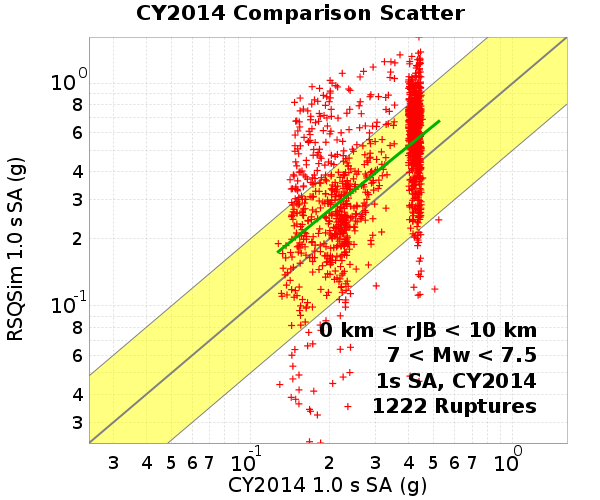 CY2014 Comparison Scatter
RSQSim 1.0 s SA (g)
10⁰
8
6
4
3
2
10⁻¹
8
6
4
3
0 km < rJB < 10 km
7 < Mw < 7.5
1s SA, CY2014
1222 Ruptures
3 4 5 6 7 10⁻¹ 2 3 4 5 6 7 10⁰
CY2014 1.0 s SA (g)